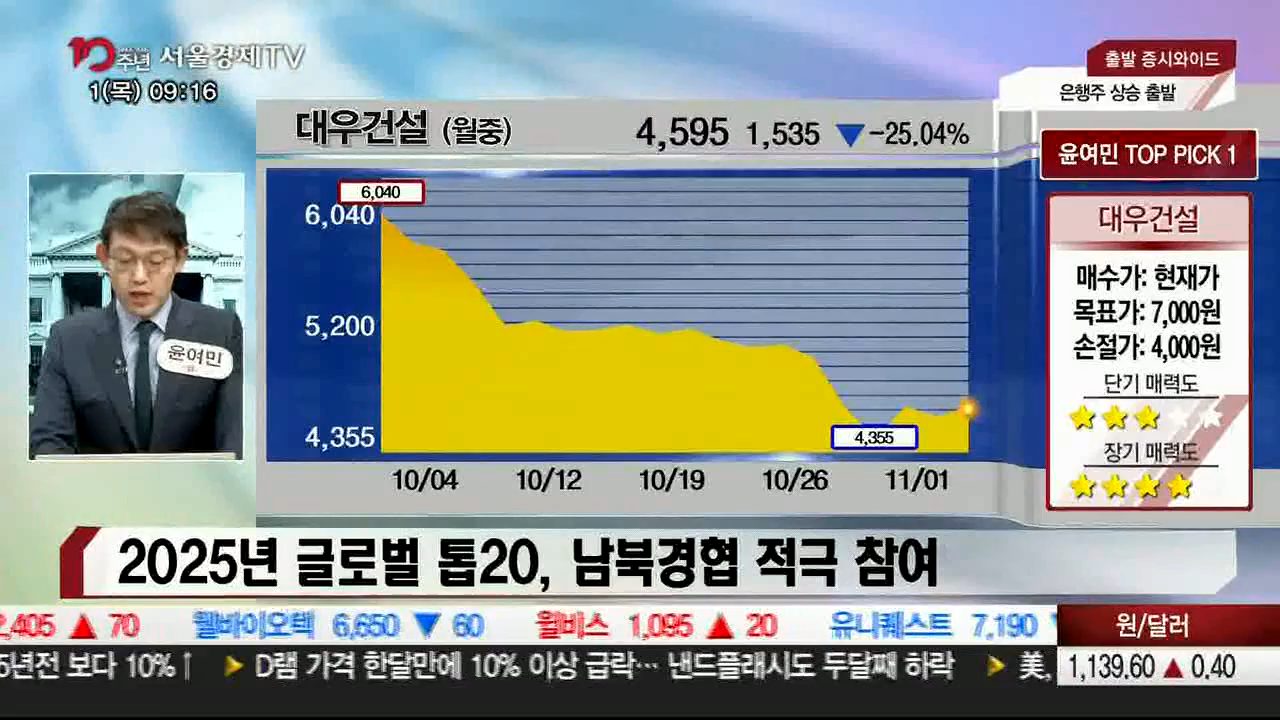 10주년 서울경제TV
1(목) 09:16
출발 증시와이드
은행주 상승 출발
대우건설 (월중) 4,595 1,535 ▼-25.04%
윤여민 TOP PICK 1
6,040
6,040
5,200
4,355
4,355
10/04 10/12 10/19 10/26 11/01
윤여민
대우건설
매수가: 현재가
목표가: 7,000원
손절가: 4,000원
단기 매력도
★★★★★
장기 매력도
★★★★
2025년 글로벌 톱20, 남북경협 적극 참여
2,405 ▲ 70 웰바이오텍 6,650 ▼ 60 윌비스 1,095 ▲ 20 유니퀘스트 7,190
원/달러
5년전 보다 10%↑ ▶ D램 가격 한달만에 10% 이상 급락… 낸드플래시도 두달째 하락 ▶ 美,
1,139.60 ▲ 0.40